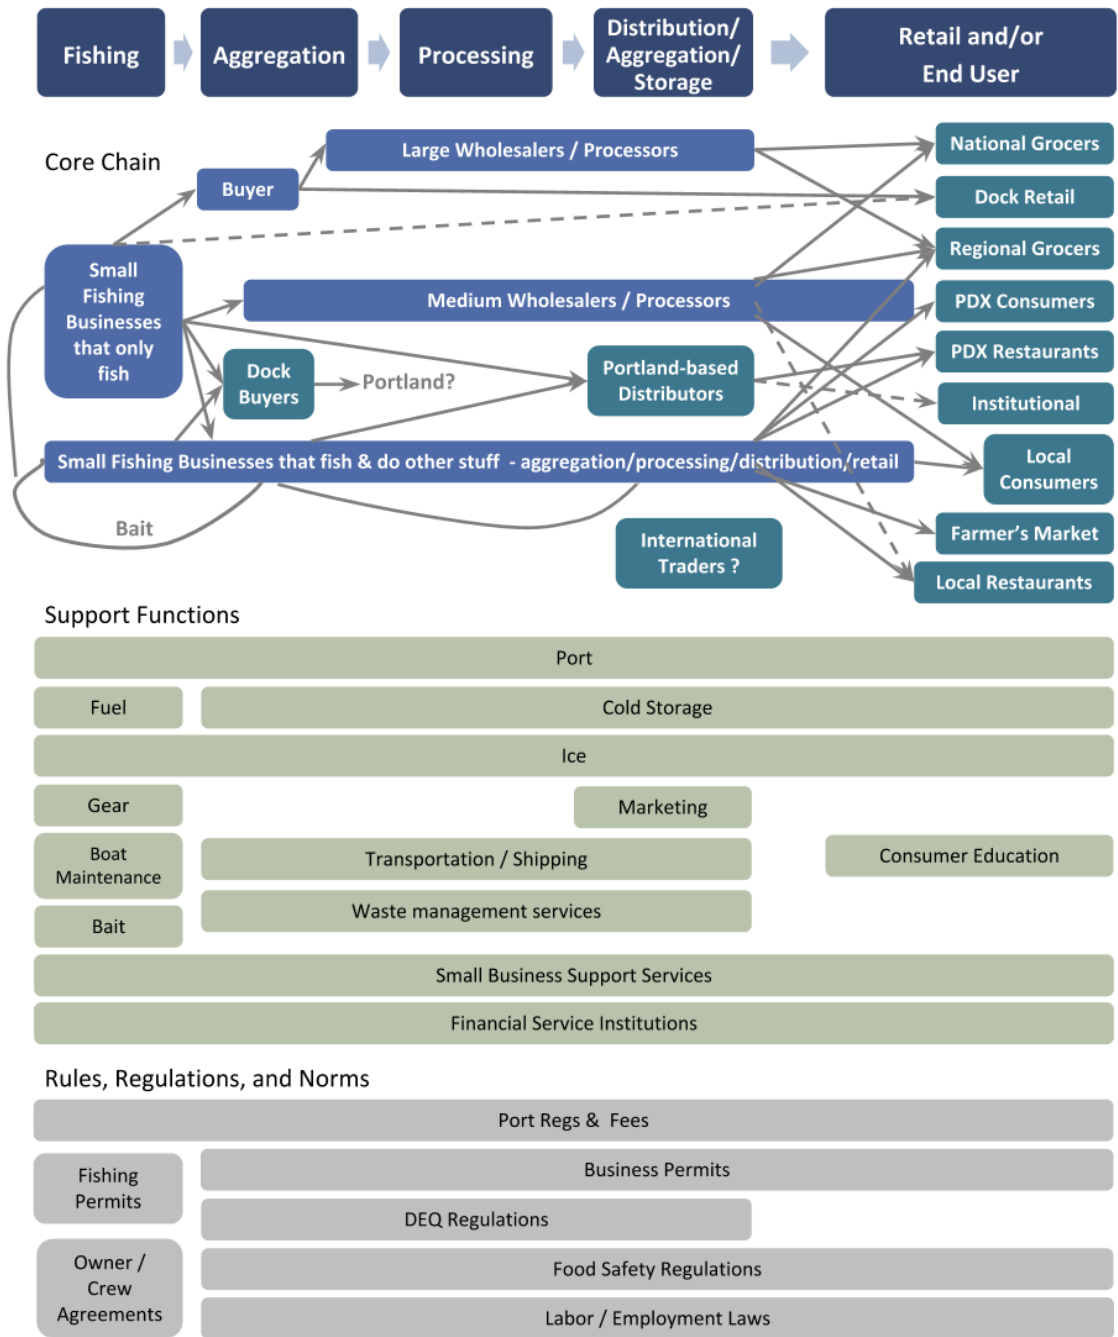 Fishing
Aggregation
Processing
Distribution/
Aggregation/
Storage
Retail and/or
End User
Core Chain
Large Wholesalers / Processors
National Grocers
Buyer
Dock Retail
Small
Fishing
Businesses
that only
fish
Regional Grocers
Medium Wholesalers / Processors
PDX Consumers
Dock
Buyers
Portland?
Portland-based
Distributors
PDX Restaurants
Institutional
Small Fishing Businesses that fish & do other stuff - aggregation/processing/distribution/retail
Local
Consumers
Bait
International
Traders ?
Farmer's Market
Local Restaurants
Support Functions
Port
Fuel
Cold Storage
Ice
Gear
Marketing
Boat
Maintenance
Transportation / Shipping
Consumer Education
Bait
Waste management services
Small Business Support Services
Financial Service Institutions
Rules, Regulations, and Norms
Port Regs & Fees
Fishing
Permits
Business Permits
DEQ Regulations
Owner /
Crew
Agreements
Food Safety Regulations
Labor / Employment Laws